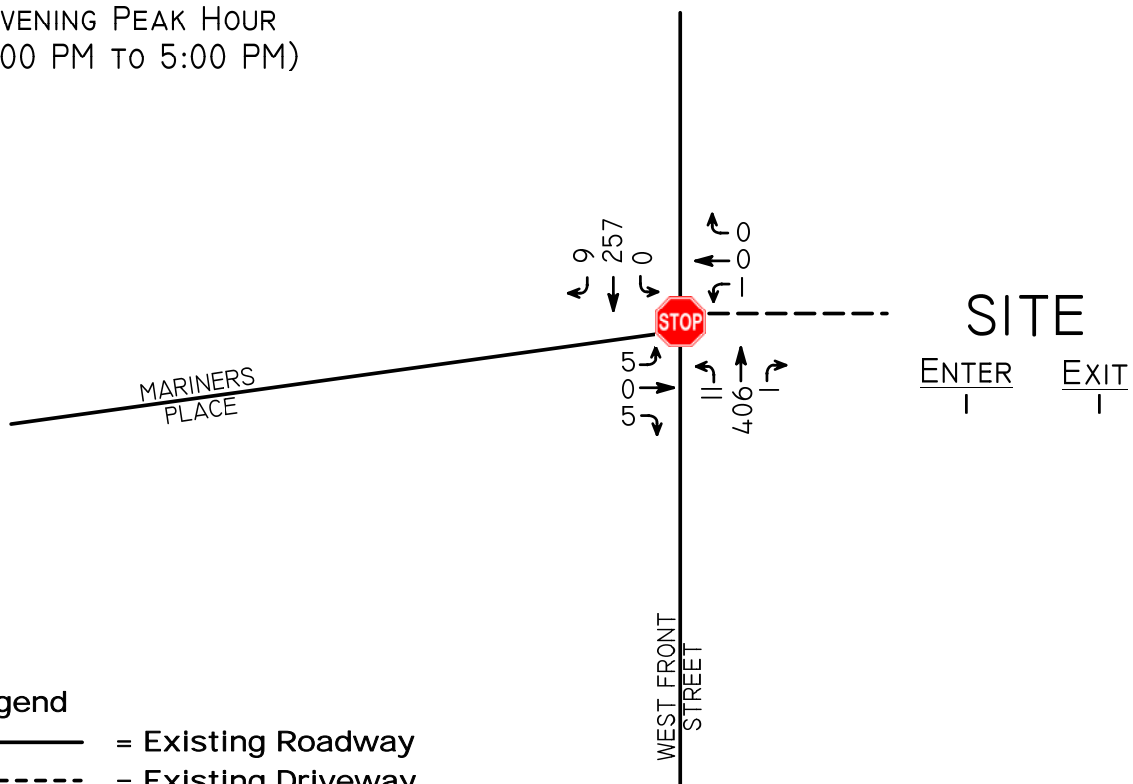 VENING PEAK HOUR
00 PM TO 5:00 PM)
9
257
0
0
0
1
STOP
SITE
ENTER
EXIT
1
1
MARINERS
PLACE
5
0
5
11
406
1
WEST FRONT
STREET
gend
= Existing Roadway
= Existing Driveway